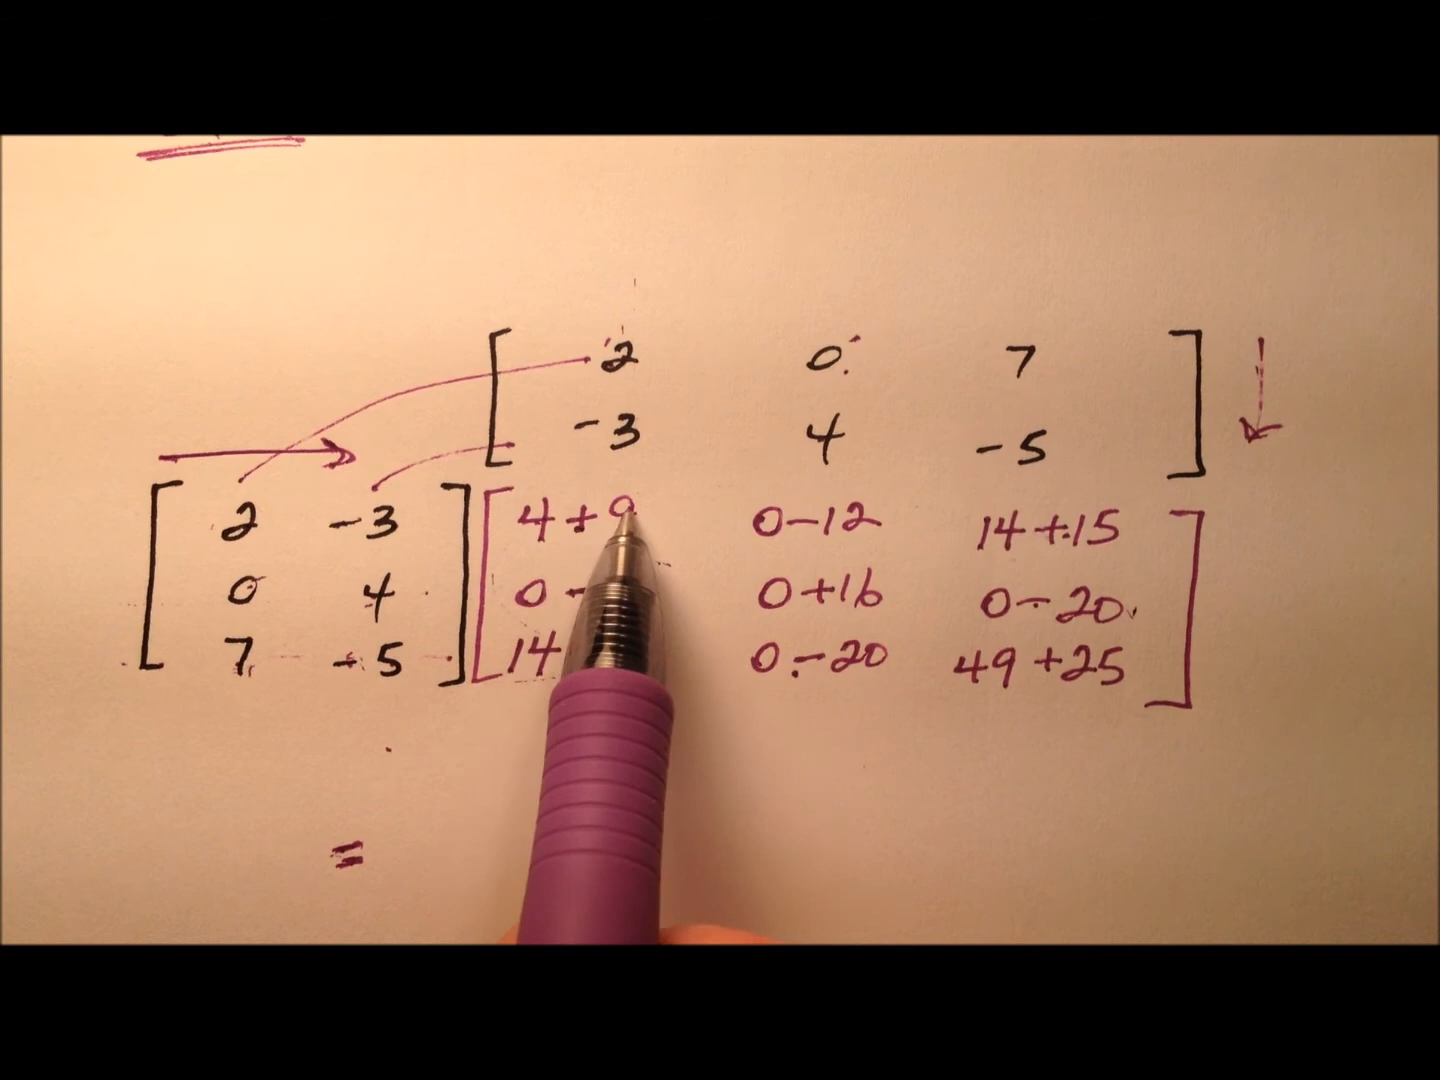 2 0 7
-3 4 -5
2 -3 4+9 0-12 14+15
0 4 0- 0+16 0-20
7 -5 14 0-20 49+25
=